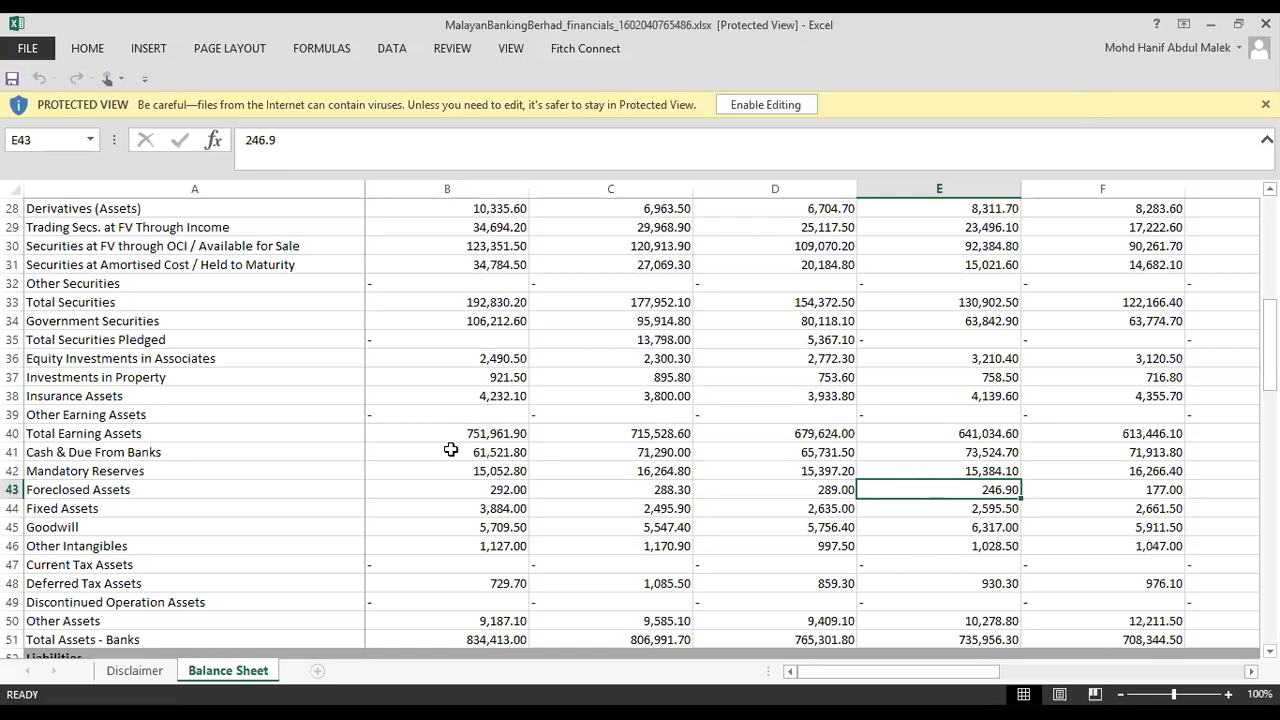 MalayanBankingBerhad_financials_1602040765486.xlsx [Protected View] - Excel
FILE HOME INSERT PAGE LAYOUT FORMULAS DATA REVIEW VIEW Fitch Connect Mohd Hanif Abdul Malek
PROTECTED VIEW Be careful—files from the Internet can contain viruses. Unless you need to edit, it's safer to stay in Protected View. Enable Editing
E43 fx 246.9
A B C D E F
28 Derivatives (Assets) 10,335.60 6,963.50 6,704.70 8,311.70 8,283.60
29 Trading Secs. at FV Through Income 34,694.20 29,968.90 25,117.50 23,496.10 17,222.60
30 Securities at FV through OCI / Available for Sale 123,351.50 120,913.90 109,070.20 92,384.80 90,261.70
31 Securities at Amortised Cost / Held to Maturity 34,784.50 27,069.30 20,184.80 15,021.60 14,682.10
32 Other Securities - - - - - -
33 Total Securities 192,830.20 177,952.10 154,372.50 130,902.50 122,166.40
34 Government Securities 106,212.60 95,914.80 80,118.10 63,842.90 63,774.70
35 Total Securities Pledged - 13,798.00 5,367.10 - - -
36 Equity Investments in Associates 2,490.50 2,300.30 2,772.30 3,210.40 3,120.50
37 Investments in Property 921.50 895.80 753.60 758.50 716.80
38 Insurance Assets 4,232.10 3,800.00 3,933.80 4,139.60 4,355.70
39 Other Earning Assets - - - - - -
40 Total Earning Assets 751,961.90 715,528.60 679,624.00 641,034.60 613,446.10
41 Cash & Due From Banks 61,521.80 71,290.00 65,731.50 73,524.70 71,913.80
42 Mandatory Reserves 15,052.80 16,264.80 15,397.20 15,384.10 16,266.40
43 Foreclosed Assets 292.00 288.30 289.00 246.90 177.00
44 Fixed Assets 3,884.00 2,495.90 2,635.00 2,595.50 2,661.50
45 Goodwill 5,709.50 5,547.40 5,756.40 6,317.00 5,911.50
46 Other Intangibles 1,127.00 1,170.90 997.50 1,028.50 1,047.00
47 Current Tax Assets - - - - - -
48 Deferred Tax Assets 729.70 1,085.50 859.30 930.30 976.10
49 Discontinued Operation Assets - - - - - -
50 Other Assets 9,187.10 9,585.10 9,409.10 10,278.80 12,211.50
51 Total Assets - Banks 834,413.00 806,991.70 765,301.80 735,956.30 708,344.50
52 Liabilities
Disclaimer Balance Sheet
READY 100%